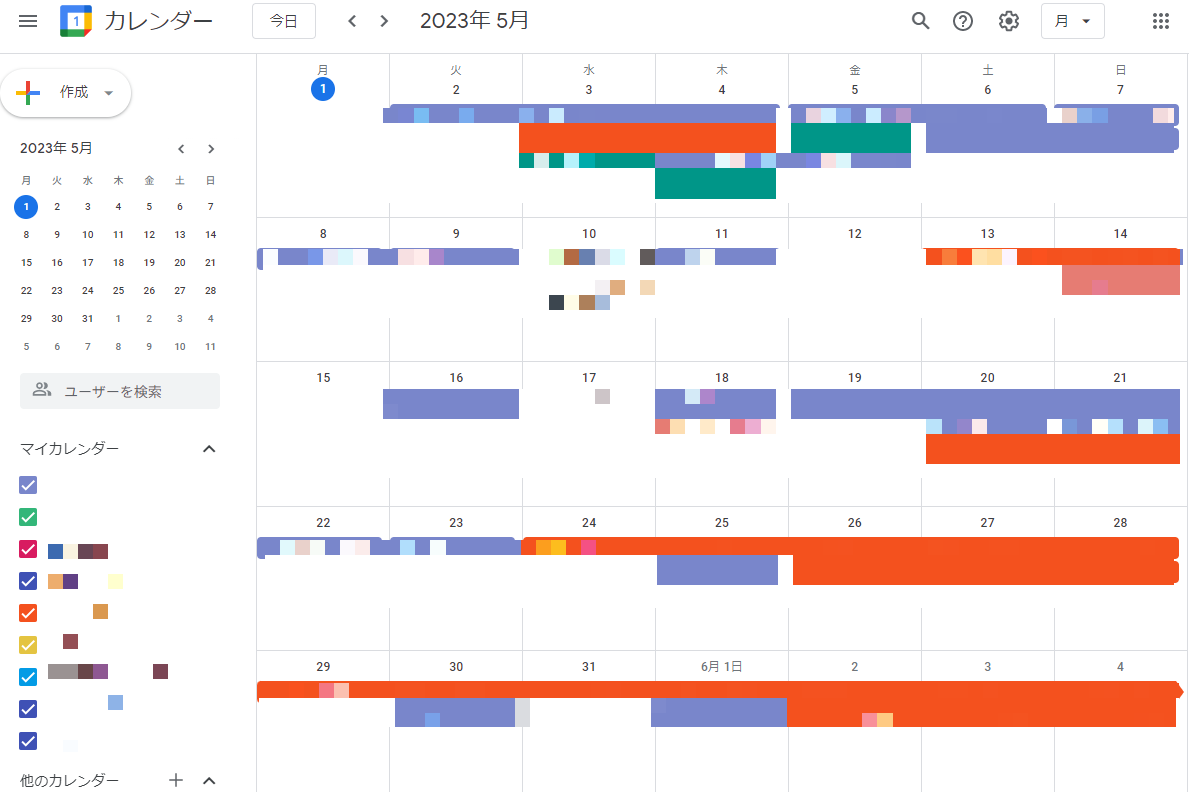 1 カレンダー 今日 2023年 5月 月
作成
2023年 5月
月 火 水 木 金 土 日
1 2 3 4 5 6 7
8 9 10 11 12 13 14
15 16 17 18 19 20 21
22 23 24 25 26 27 28
29 30 31 1 2 3 4
5 6 7 8 9 10 11
ユーザーを検索
マイカレンダー
他のカレンダー
月 火 水 木 金 土 日
1 2 3 4 5 6 7
8 9 10 11 12 13 14
15 16 17 18 19 20 21
22 23 24 25 26 27 28
29 30 31 6月 1日 2 3 4